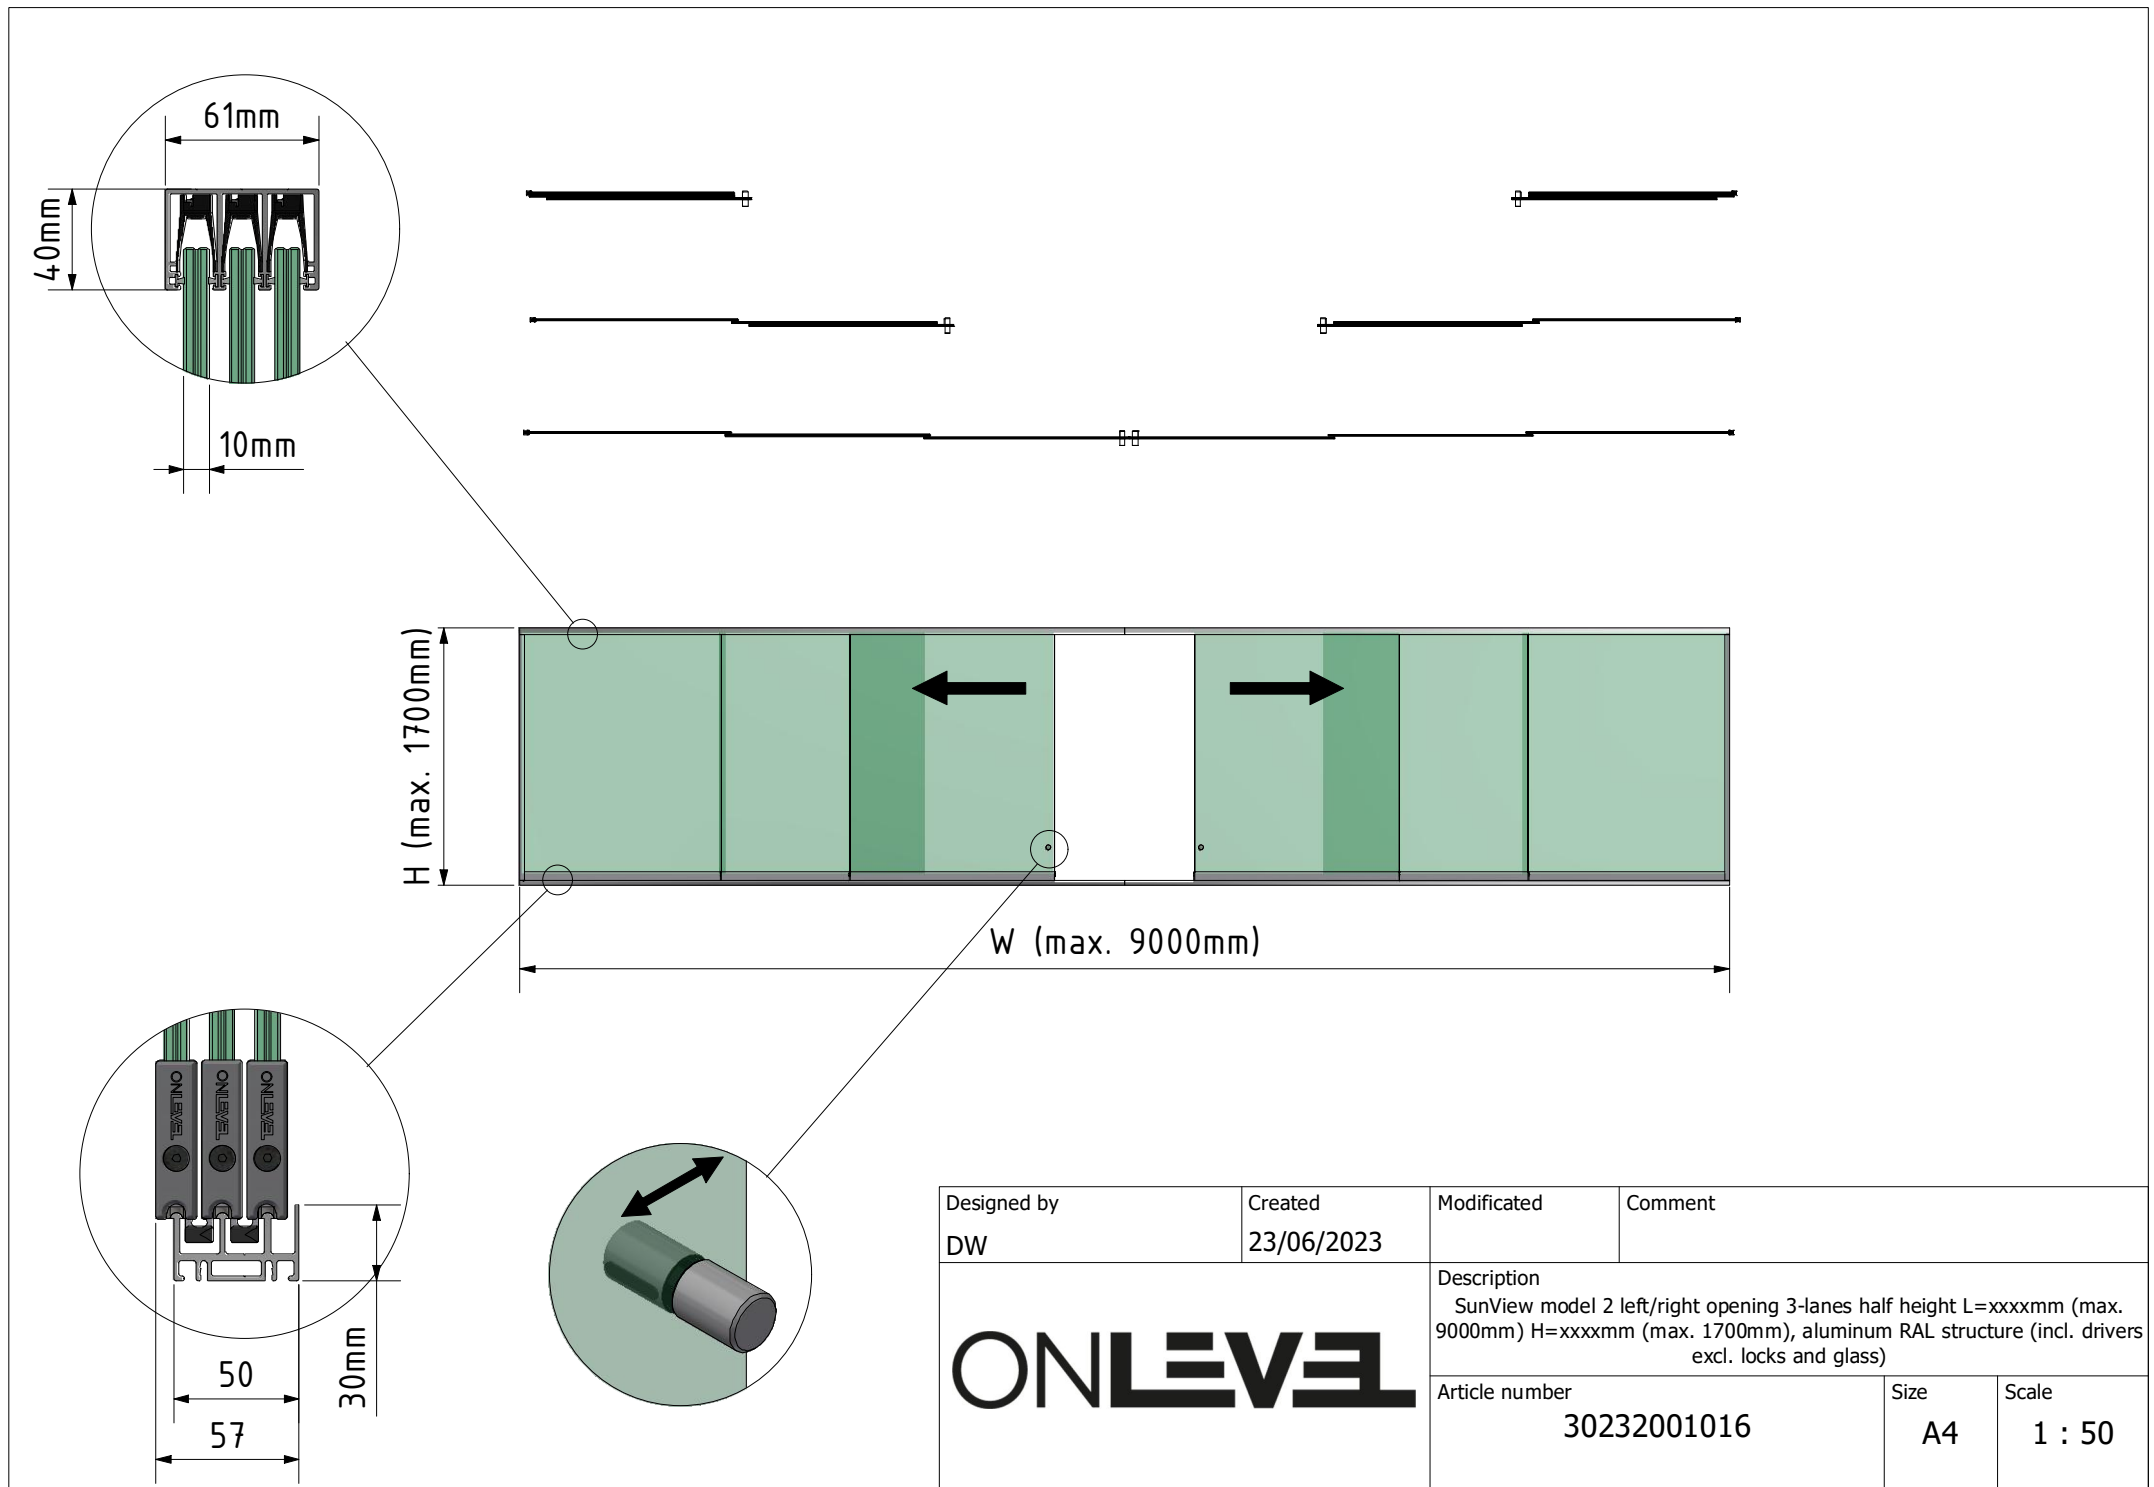 61mm
40mm
10mm
H (max. 1700mm)
W (max. 9000mm)
ONLEVEL
ONLEVEL
ONLEVEL
50
57
30mm
Designed by
DW
Created
23/06/2023
Modificated
Comment
ONLEVEL
Description
SunView model 2 left/right opening 3-lanes half height L=xxxxmm (max.
9000mm) H=xxxxmm (max. 1700mm), aluminum RAL structure (incl. drivers
excl. locks and glass)
Article number
30232001016
Size
A4
Scale
1 : 50